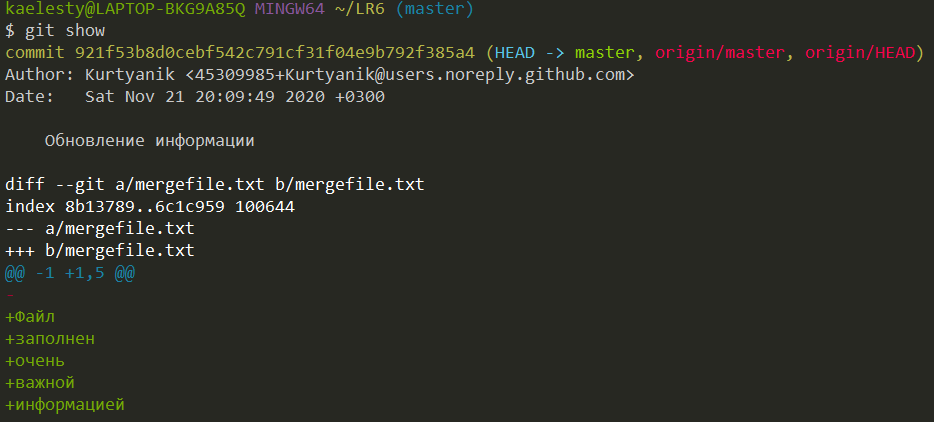 kaelesty@LAPTOP-BKG9A85Q MINGW64 ~/LR6 (master)
$ git show
commit 921f53b8d0cebf542c791cf31f04e9b792f385a4 (HEAD -> master, origin/master, origin/HEAD)
Author: Kurtyanik <45309985+Kurtyanik@users.noreply.github.com>
Date:   Sat Nov 21 20:09:49 2020 +0300
    Обновление информации
diff --git a/mergefile.txt b/mergefile.txt
index 8b13789..6c1c959 100644
--- a/mergefile.txt
+++ b/mergefile.txt
@@ -1 +1,5 @@
-
+Файл
+заполнен
+очень
+важной
+информацией